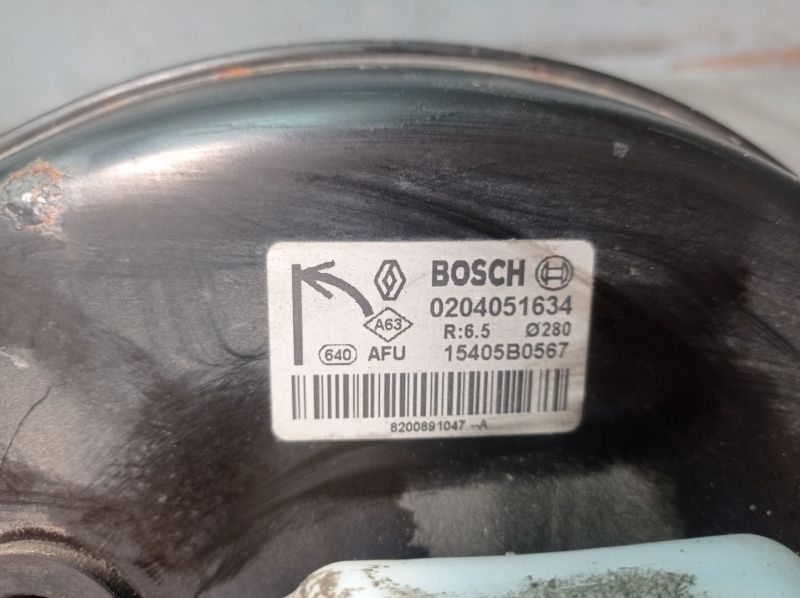 BOSCH
0204051634
A63
R:6.5 Ø280
640 AFU 15405B0567
8200891047 --A